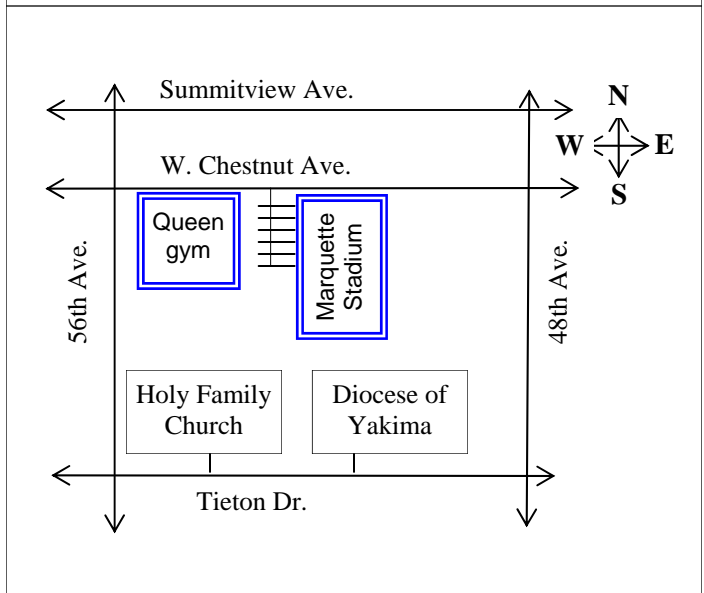 Summitview Ave.
N
W
E
S
W. Chestnut Ave.
Queen
gym
Marquette
Stadium
56th Ave.
48th Ave.
Holy Family
Church
Diocese of
Yakima
Tieton Dr.